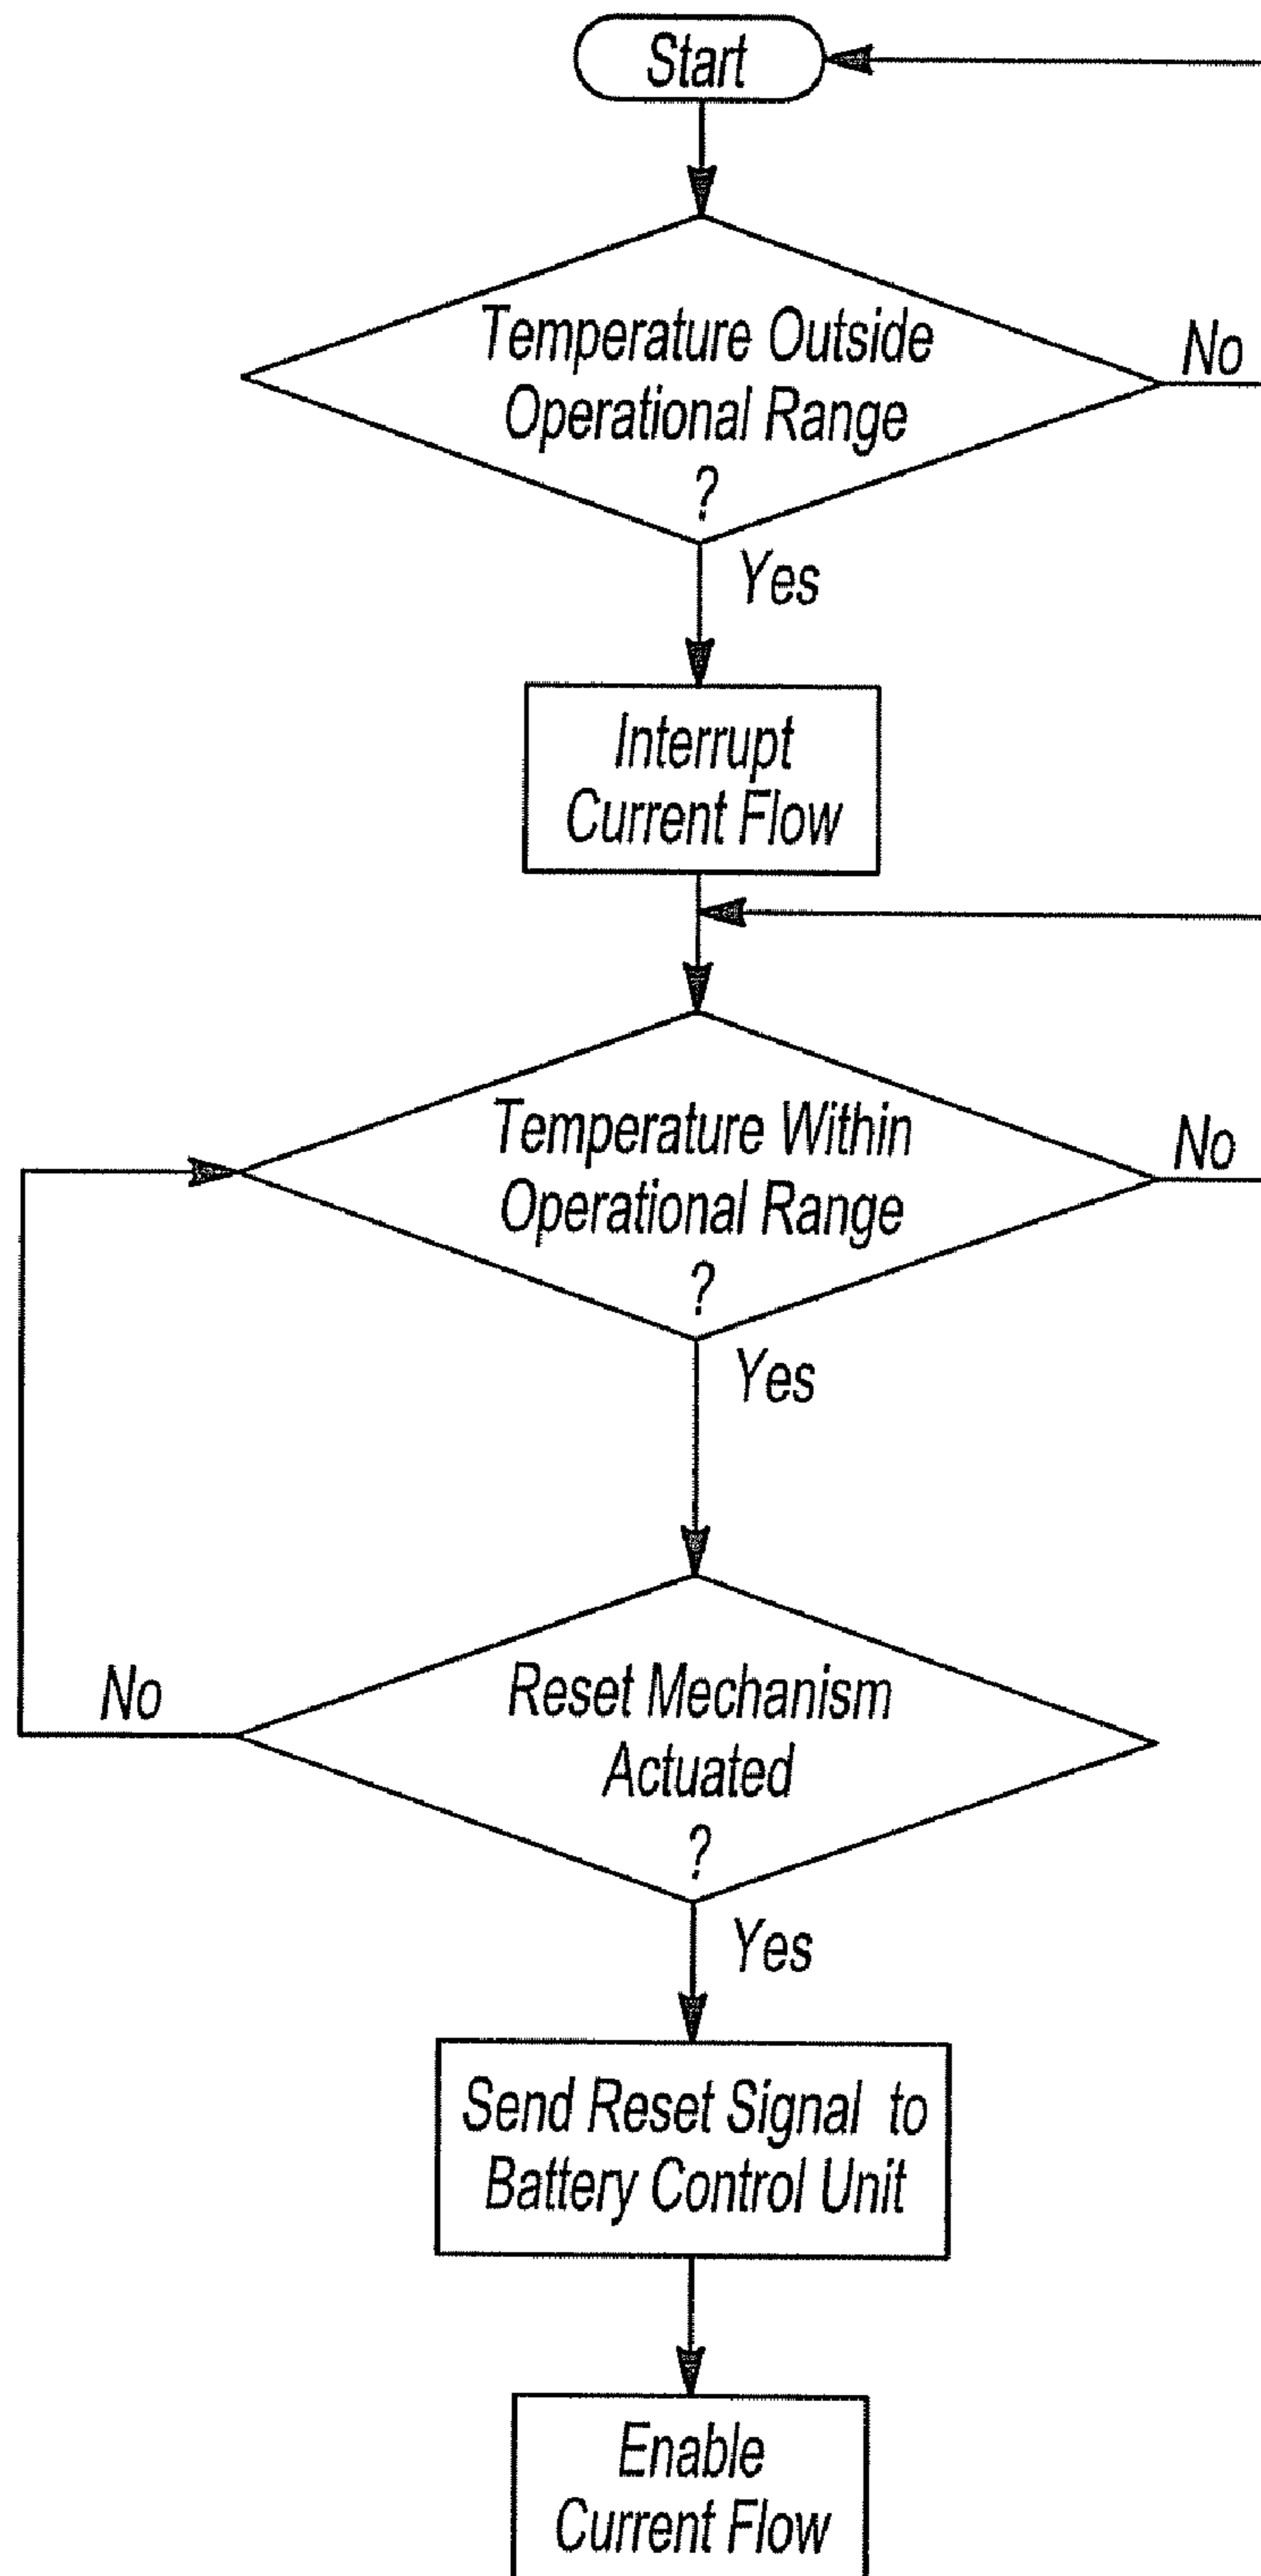 Start
Temperature Outside
Operational Range
?
No
Yes
Interrupt
Current Flow
Temperature Within
Operational Range
?
No
Yes
Reset Mechanism
Actuated
?
No
Yes
Send Reset Signal to
Battery Control Unit
Enable
Current Flow